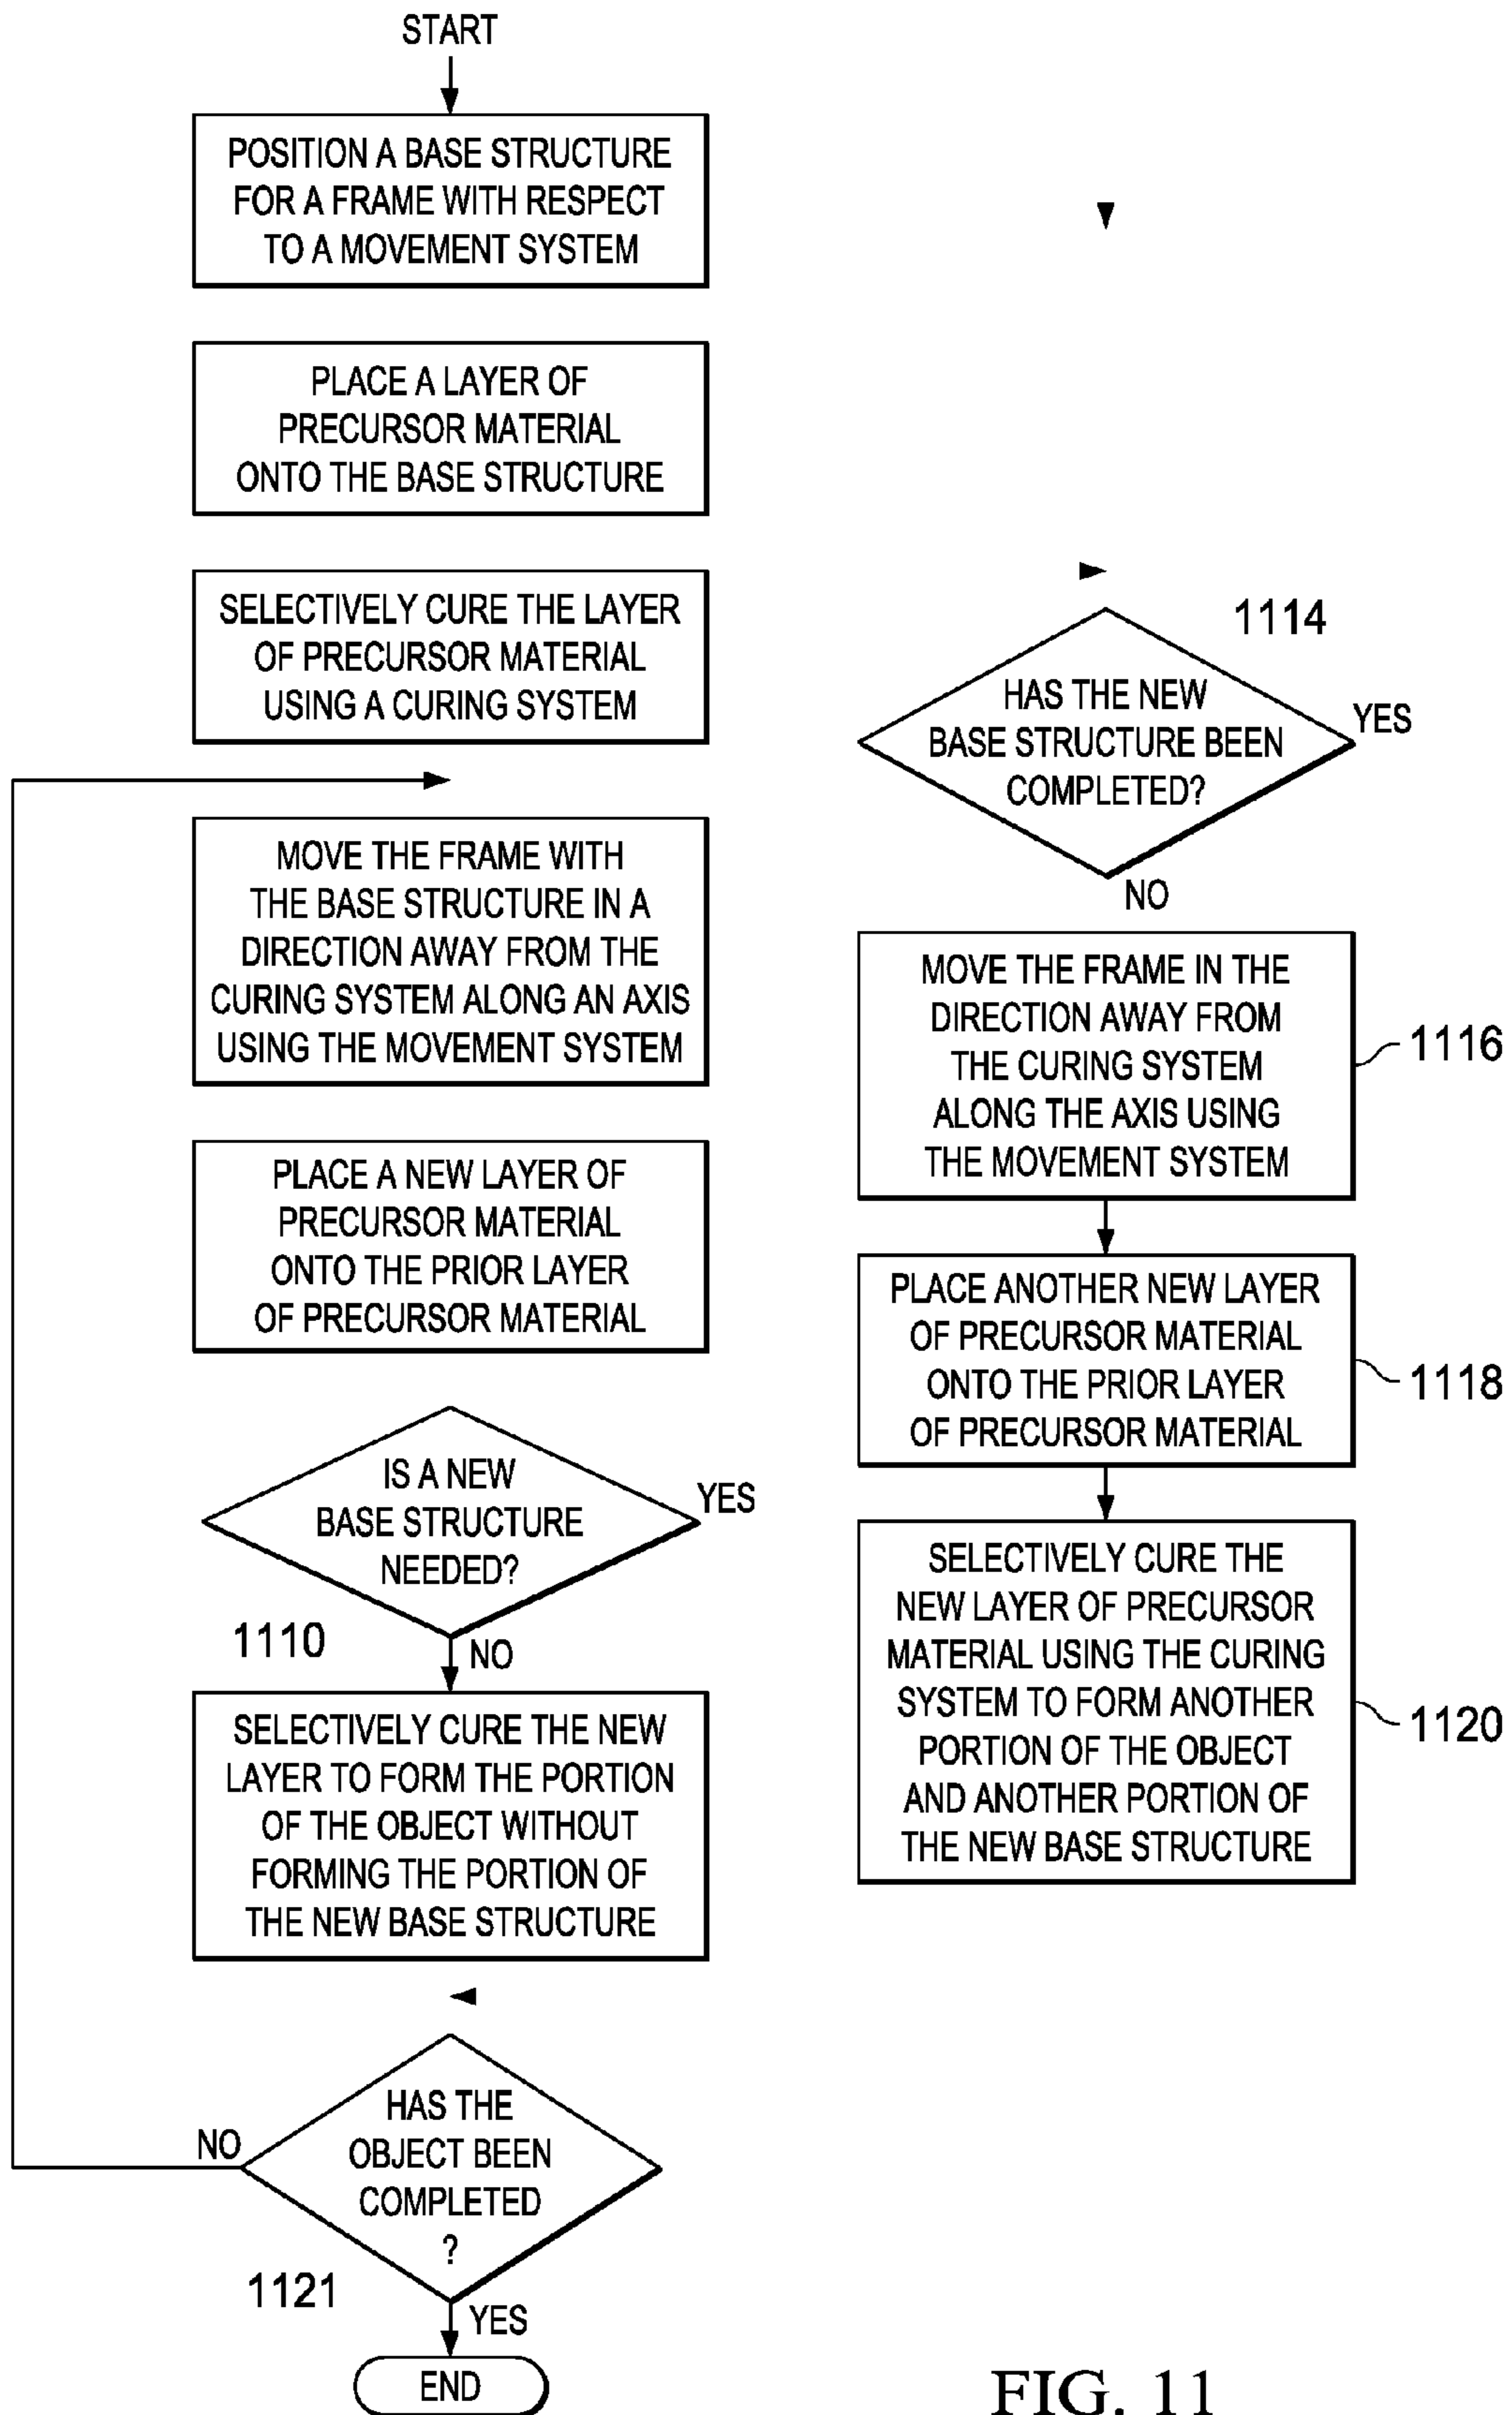 START
POSITION A BASE STRUCTURE
FOR A FRAME WITH RESPECT
TO A MOVEMENT SYSTEM
PLACE A LAYER OF
PRECURSOR MATERIAL
ONTO THE BASE STRUCTURE
SELECTIVELY CURE THE LAYER
OF PRECURSOR MATERIAL
USING A CURING SYSTEM
MOVE THE FRAME WITH
THE BASE STRUCTURE IN A
DIRECTION AWAY FROM THE
CURING SYSTEM ALONG AN AXIS
USING THE MOVEMENT SYSTEM
PLACE A NEW LAYER OF
PRECURSOR MATERIAL
ONTO THE PRIOR LAYER
OF PRECURSOR MATERIAL
IS A NEW
BASE STRUCTURE
NEEDED?
YES
1110
NO
SELECTIVELY CURE THE NEW
LAYER TO FORM THE PORTION
OF THE OBJECT WITHOUT
FORMING THE PORTION OF
THE NEW BASE STRUCTURE
HAS THE
OBJECT BEEN
COMPLETED
?
NO
1121
YES
END
1114
HAS THE NEW
BASE STRUCTURE BEEN
COMPLETED?
YES
NO
MOVE THE FRAME IN THE
DIRECTION AWAY FROM
THE CURING SYSTEM
ALONG THE AXIS USING
THE MOVEMENT SYSTEM
1116
PLACE ANOTHER NEW LAYER
OF PRECURSOR MATERIAL
ONTO THE PRIOR LAYER
OF PRECURSOR MATERIAL
1118
SELECTIVELY CURE THE
NEW LAYER OF PRECURSOR
MATERIAL USING THE CURING
SYSTEM TO FORM ANOTHER
PORTION OF THE OBJECT
AND ANOTHER PORTION OF
THE NEW BASE STRUCTURE
1120
FIG. 11